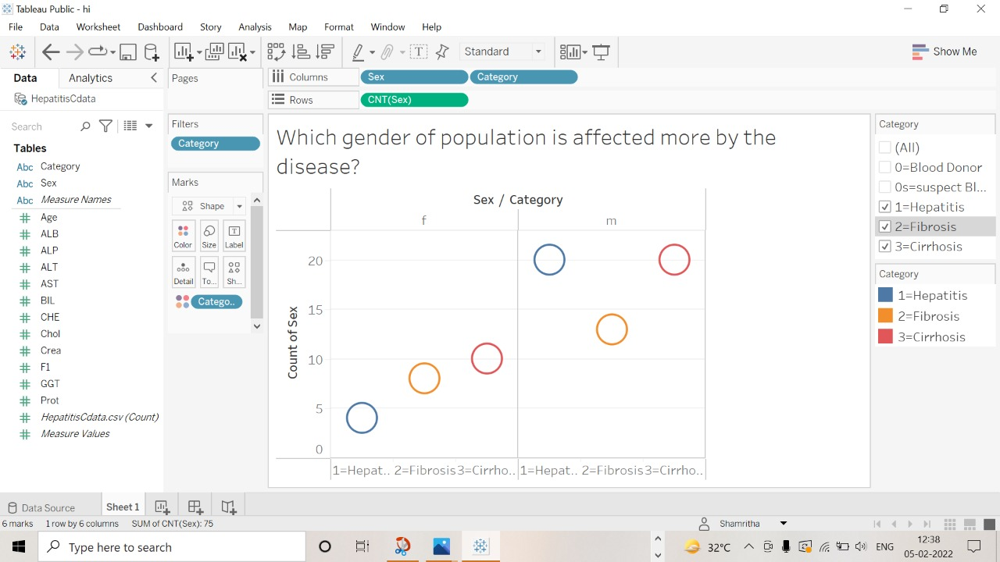 Tableau Public - hi
File Data Worksheet Dashboard Story Analysis Map Format Window Help
Standard
Show Me
Data Analytics
HepatitisCdata
Search
Tables
Abc Category
Abc Sex
Abc Measure Names
Age
ALB
ALP
ALT
AST
BIL
CHE
Chol
Crea
F1
GGT
Prot
HepatitisCdata.csv (Count)
Measure Values
Pages
Filters
Category
Marks
Shape
Color Size Label
Detail To... Sh...
Catego..
Columns Sex Category
Rows CNT(Sex)
Which gender of population is affected more by the
disease?
Sex / Category
f m
Count of Sex
20
15
10
5
0
1=Hepat.. 2=Fibrosis 3=Cirrho.. 1=Hepat.. 2=Fibrosis 3=Cirrho..
Category
(All)
0=Blood Donor
0s=suspect Bl...
1=Hepatitis
2=Fibrosis
3=Cirrhosis
Category
1=Hepatitis
2=Fibrosis
3=Cirrhosis
Data Source Sheet 1
6 marks 1 row by 6 columns SUM of CNT(Sex): 75
Shamritha
Type here to search
32°C ENG
12:38
05-02-2022